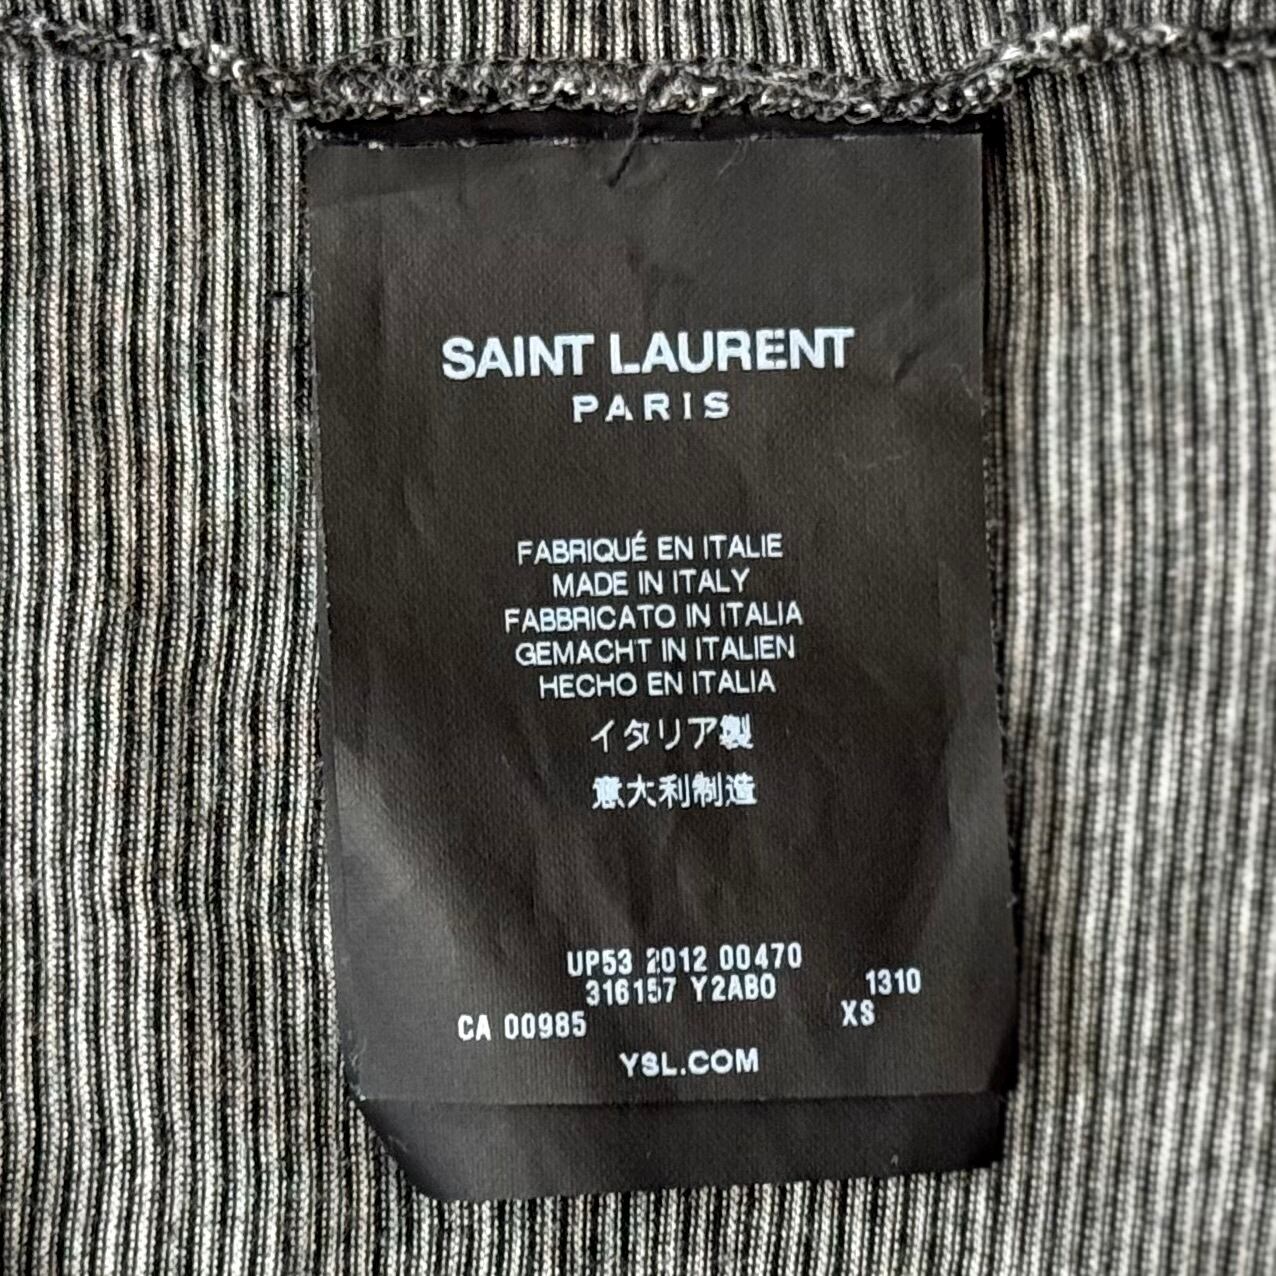 SAINT LAURENT
PARIS
FABRIQUÉ EN ITALIE
MADE IN ITALY
FABBRICATO IN ITALIA
GEMACHT IN ITALIEN
HECHO EN ITALIA
イタリア製
意大利制造
UP53 2012 00470
316157 Y2ABO 1310
CA 00985 XS
YSL.COM